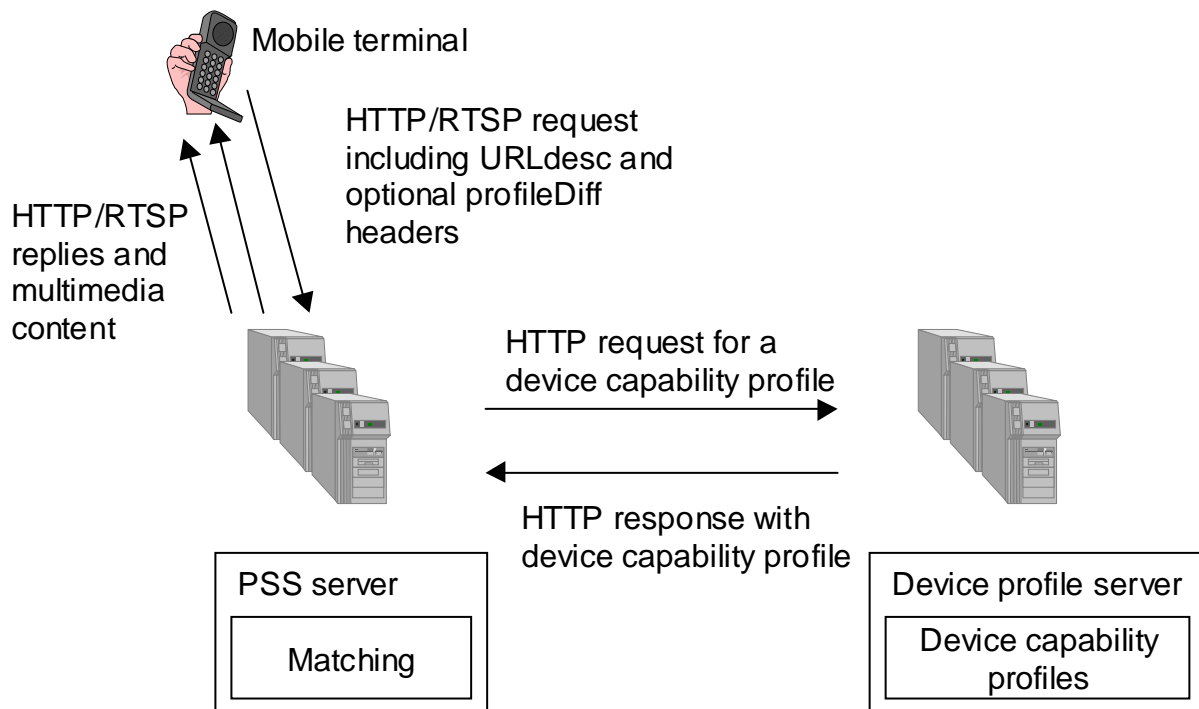 Mobile terminal
HTTP/RTSP request
including URLdesc and
optional profileDiff
headers
HTTP/RTSP
replies and
multimedia
content
HTTP request for a
device capability profile
HTTP response with
device capability profile
PSS server
Matching
Device profile server
Device capability
profiles